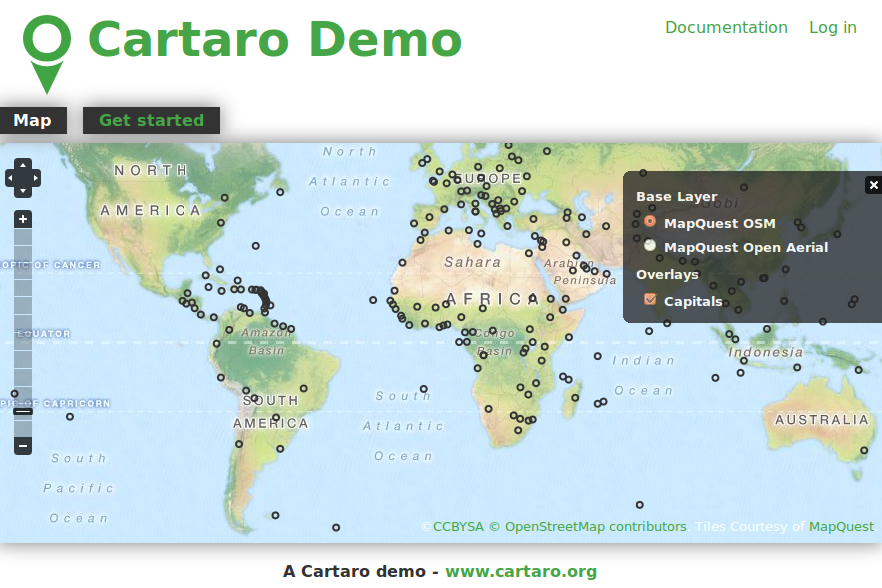 Cartaro Demo
Documentation Log in
Map Get started
North
Atlantic
Ocean
NORTH
AMERICA
EUROPE
Gobi
Base Layer
MapQuest OSM
MapQuest Open Aerial
Overlays
Capitals
OPIC OF CANCER
Sahara
Arabian
Peninsula
AFRICA
EQUATOR
Amazon
Basin
Congo
Basin
Indian
Ocean
Indonesia
PIC OF CAPRICORN
SOUTH
AMERICA
South
Atlantic
Ocean
AUSTRALIA
South
Pacific
Ocean
©CCBYSA © OpenStreetMap contributors, Tiles Courtesy of MapQuest
A Cartaro demo - www.cartaro.org